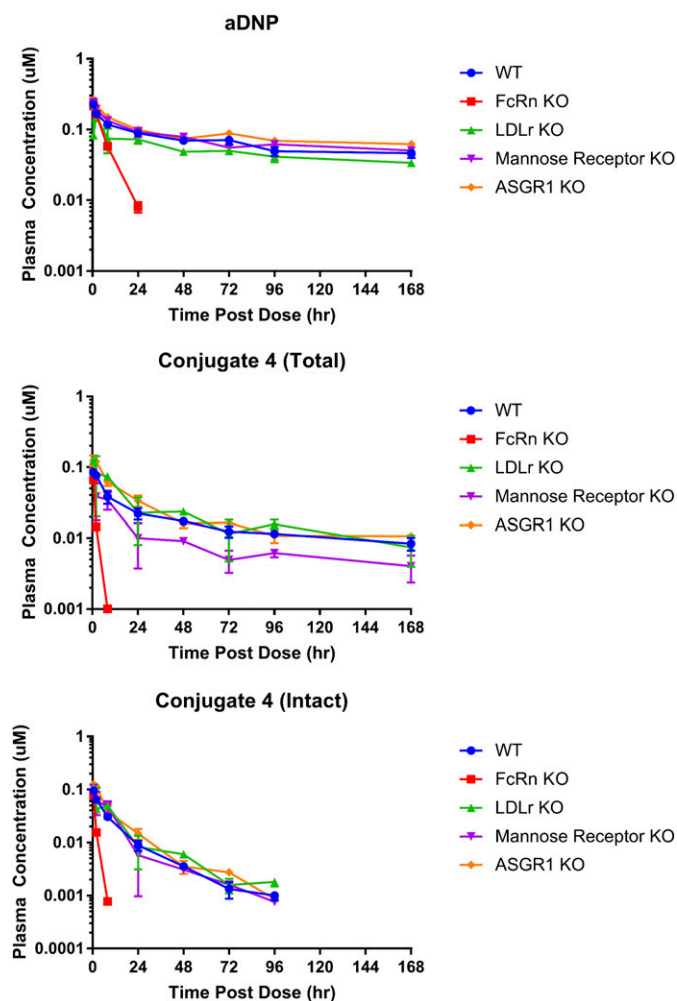 aDNP
Plasma Concentration (uM)
1
0.1
0.01
0.001
0 24 48 72 96 120 144 168
Time Post Dose (hr)
WT
FcRn KO
LDLr KO
Mannose Receptor KO
ASGR1 KO
Conjugate 4 (Total)
Plasma Concentration (uM)
1
0.1
0.01
0.001
0 24 48 72 96 120 144 168
Time Post Dose (hr)
WT
FcRn KO
LDLr KO
Mannose Receptor KO
ASGR1 KO
Conjugate 4 (Intact)
Plasma Concentration (uM)
1
0.1
0.01
0.001
0.0001
0 24 48 72 96 120 144 168
Time Post Dose (hr)
WT
FcRn KO
LDLr KO
Mannose Receptor KO
ASGR1 KO